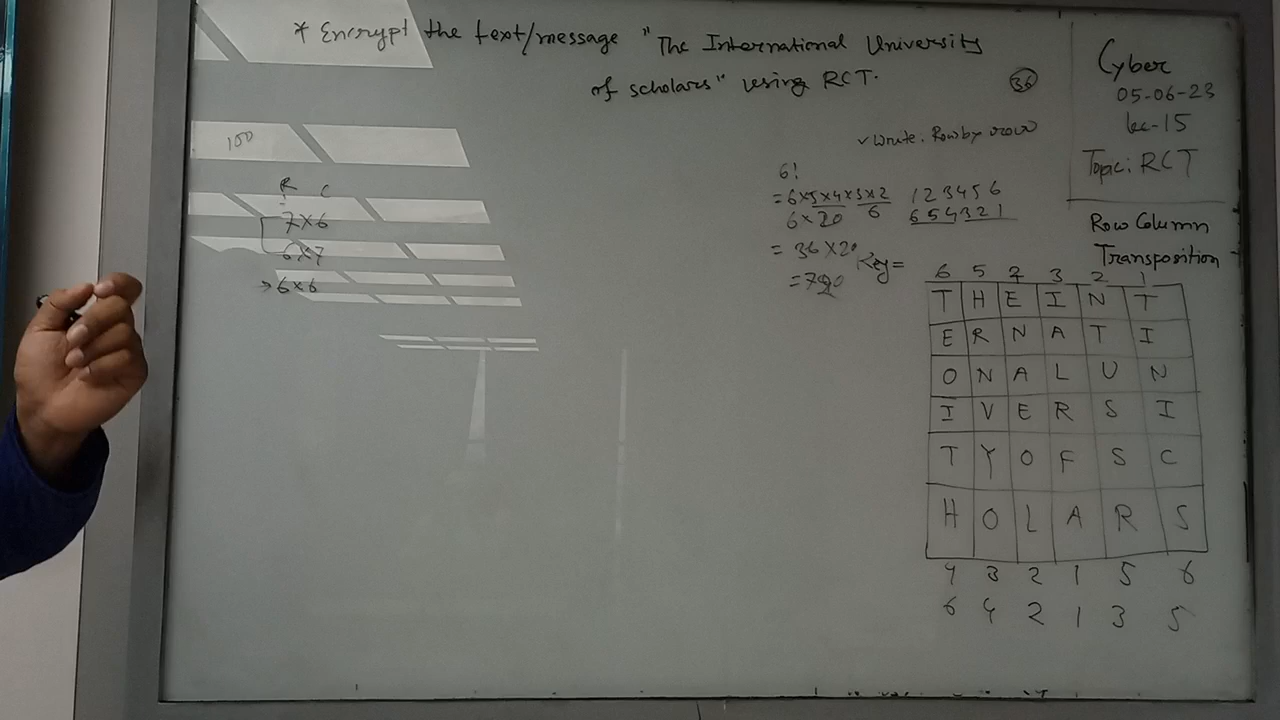 * Encrypt the text/message "The International University
of scholars" using RCT.
36
Cyber
05-06-23
lec-15
Topic: RCT
100
R C
7×6
6×7
→ 6×6
✓ Write. Row by row
6!
= 6×5×4×3×2
6×20 6
= 36×20
= 720
1 2 3 4 5 6
6 5 4 3 2 1
Row Column
Transposition
Key=
6 5 4 3 2 1
T H E I N T
E R N A T I
O N A L U N
I V E R S I
T Y O F S C
H O L A R S
4 3 2 1 5 6
6 4 2 1 3 5